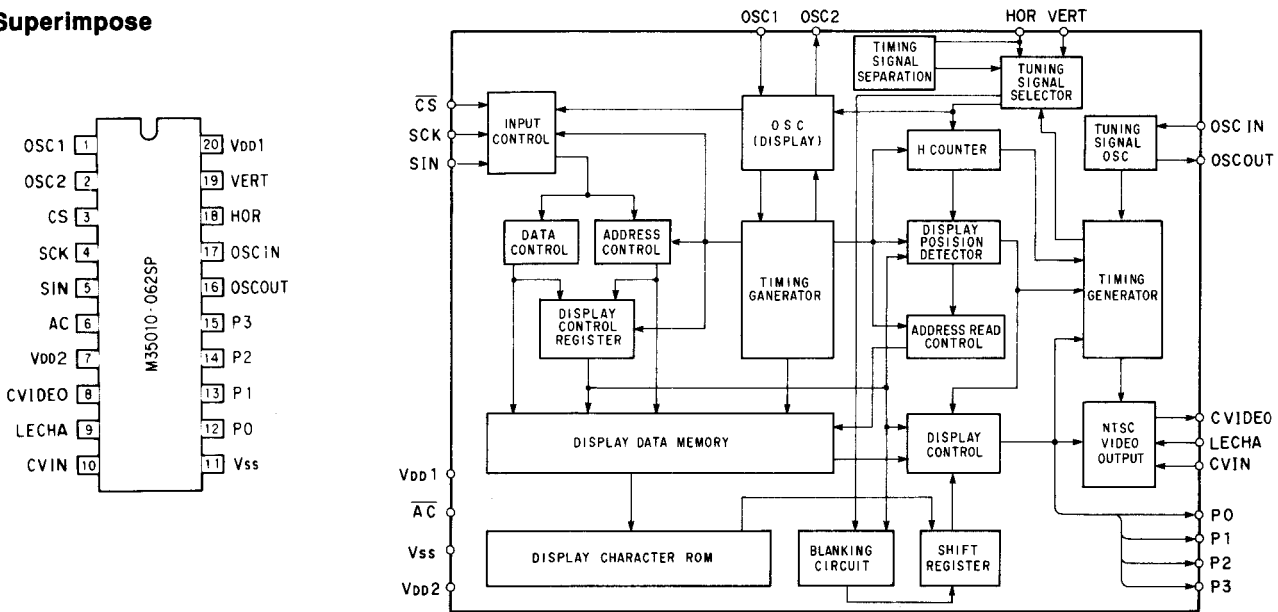 Superimpose
OSC1 1
OSC2 2
CS 3
SCK 4
SIN 5
AC 6
VDD2 7
CVIDEO 8
LECHA 9
CVIN 10
M35010-062SP
20 VDD1
19 VERT
18 HOR
17 OSCiN
16 OSCOUT
15 P3
14 P2
13 P1
12 P0
11 Vss
OSC1 OSC2 HOR VERT
CS
SCK
SIN
VDD1
AC
Vss
VDD2
INPUT
CONTROL
OSC
(DISPLAY)
TIMING
SIGNAL
SEPARATION
TUNING
SIGNAL
SELECTOR
TUNING
SIGNAL
OSC
H COUNTER
DATA
CONTROL
ADDRESS
CONTROL
DISPLAY
CONTROL
REGISTER
TIMING
GANERATOR
DISPLAY
POSISION
DETECTOR
ADDRESS READ
CONTROL
TIMING
GENERATOR
DISPLAY DATA MEMORY
DISPLAY
CONTROL
NTSC
VIDEO
OUTPUT
DISPLAY CHARACTER ROM
BLANKING
CIRCUIT
SHIFT
REGISTER
OSC IN
OSCOUT
CVIDEO
LECHA
CVIN
P0
P1
P2
P3